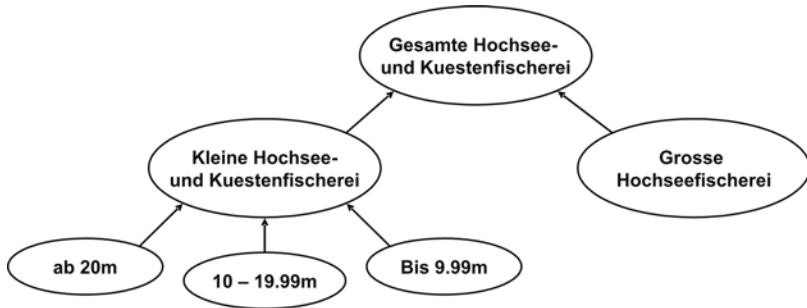 Gesamte Hochsee-
und Kuestenfischerei
Kleine Hochsee-
und Kuestenfischerei
Grosse
Hochseefischerei
ab 20m
10 – 19.99m
Bis 9.99m